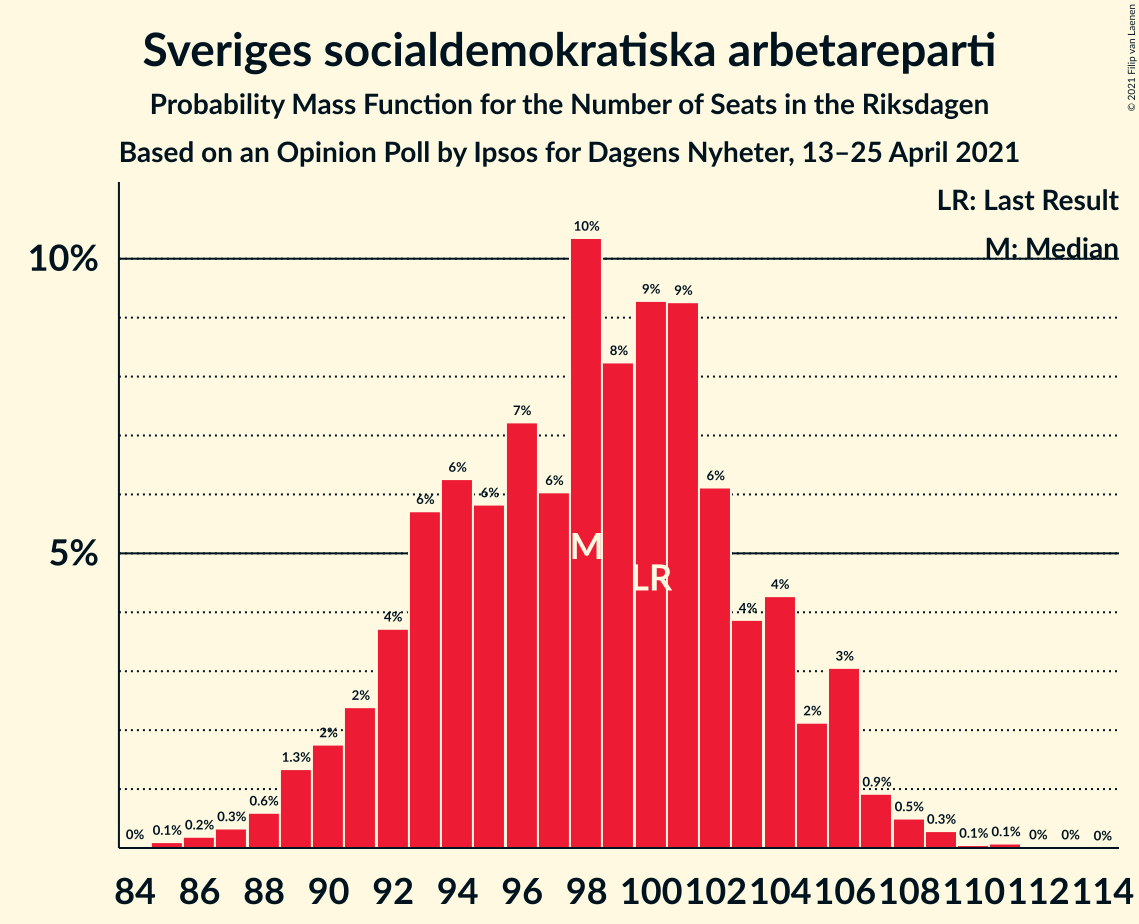 Sveriges socialdemokratiska arbetareparti
Probability Mass Function for the Number of Seats in the Riksdagen
Based on an Opinion Poll by Ipsos for Dagens Nyheter, 13–25 April 2021
© 2021 Filip van Laenen
LR: Last Result
M: Median
10%
5%
0% 0.1% 0.2% 0.3% 0.6% 1.3% 2% 2% 4% 6% 6% 6% 7% 6% 10% 8% 9% 9% 6% 4% 4% 2% 3% 0.9% 0.5% 0.3% 0.1% 0.1% 0% 0% 0%
M
LR
84 86 88 90 92 94 96 98 100 102 104 106 108 110 112 114